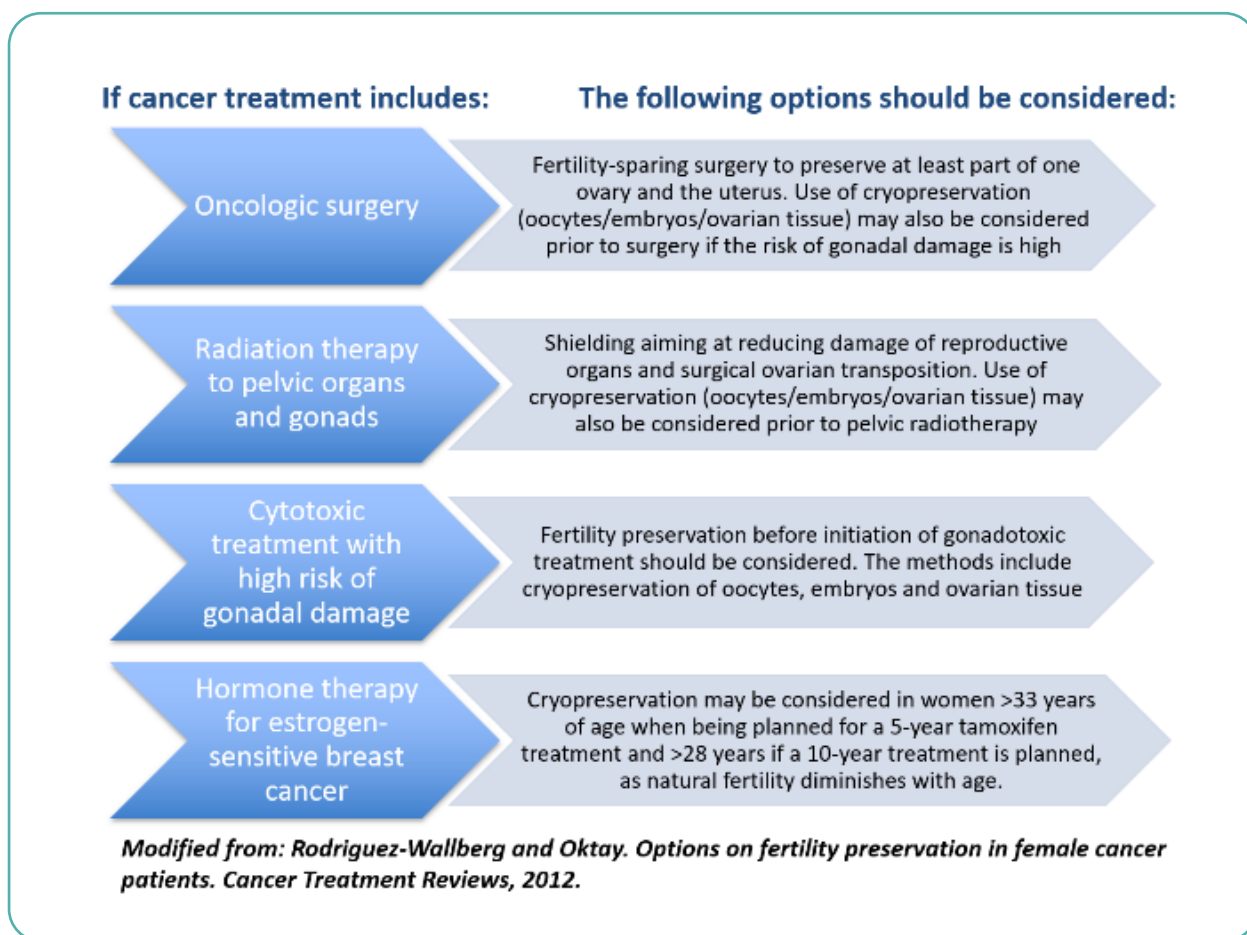 If cancer treatment includes:
The following options should be considered:
Oncologic surgery
Fertility-sparing surgery to preserve at least part of one
ovary and the uterus. Use of cryopreservation
(oocytes/embryos/ovarian tissue) may also be considered
prior to surgery if the risk of gonadal damage is high
Radiation therapy
to pelvic organs
and gonads
Shielding aiming at reducing damage of reproductive
organs and surgical ovarian transposition. Use of
cryopreservation (oocytes/embryos/ovarian tissue) may
also be considered prior to pelvic radiotherapy
Cytotoxic
treatment with
high risk of
gonadal damage
Fertility preservation before initiation of gonadotoxic
treatment should be considered. The methods include
cryopreservation of oocytes, embryos and ovarian tissue
Hormone therapy
for estrogen-
sensitive breast
cancer
Cryopreservation may be considered in women >33 years
of age when being planned for a 5-year tamoxifen
treatment and >28 years if a 10-year treatment is planned,
as natural fertility diminishes with age.
Modified from: Rodriguez-Wallberg and Oktay. Options on fertility preservation in female cancer
patients. Cancer Treatment Reviews, 2012.